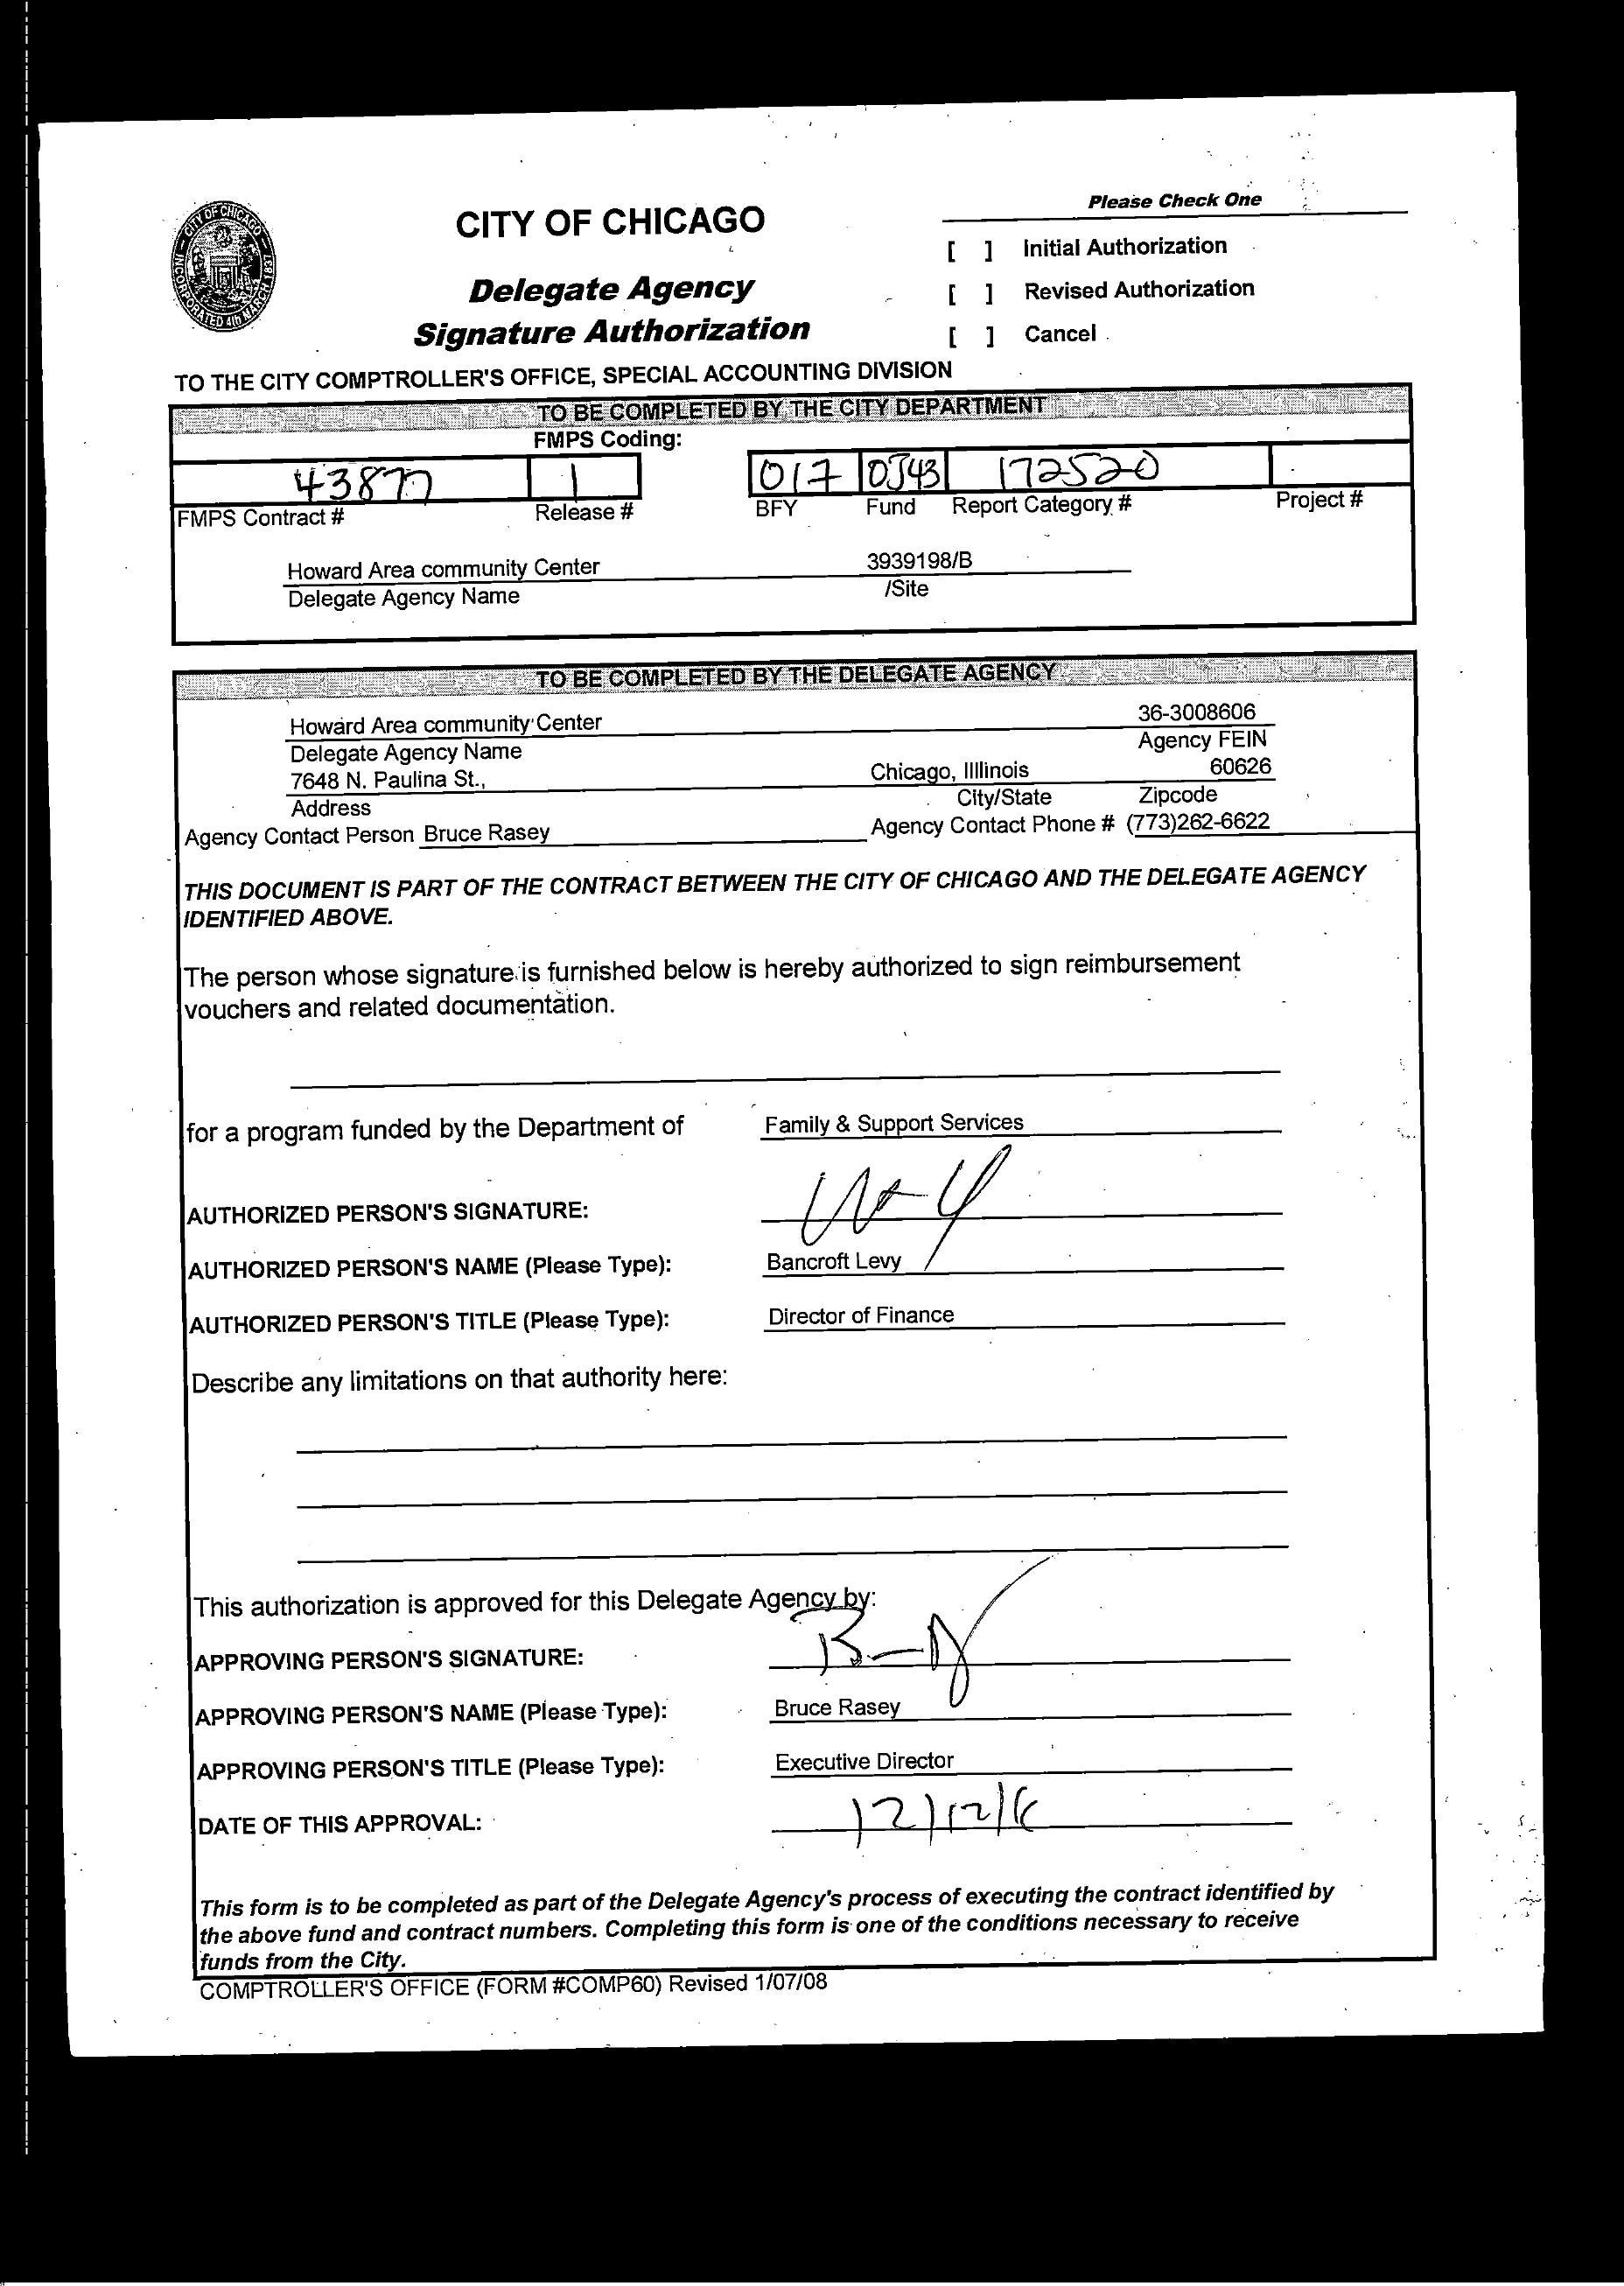 CITY OF CHICAGO
INCORPORATED 4th MARCH 1837
CITY OF CHICAGO
Delegate Agency
Signature Authorization
Please Check One
[ ] Initial Authorization
[ ] Revised Authorization
[ ] Cancel
TO THE CITY COMPTROLLER'S OFFICE, SPECIAL ACCOUNTING DIVISION
TO BE COMPLETED BY THE CITY DEPARTMENT
FMPS Coding:
43877 1 017 0J43 172520
FMPS Contract # Release # BFY Fund Report Category # Project #
Howard Area community Center 3939198/B
Delegate Agency Name /Site
TO BE COMPLETED BY THE DELEGATE AGENCY
Howard Area community Center 36-3008606
Delegate Agency Name Agency FEIN
7648 N. Paulina St., Chicago, Illlinois 60626
Address City/State Zipcode
Agency Contact Person Bruce Rasey Agency Contact Phone # (773)262-6622
THIS DOCUMENT IS PART OF THE CONTRACT BETWEEN THE CITY OF CHICAGO AND THE DELEGATE AGENCY
IDENTIFIED ABOVE.
The person whose signature is furnished below is hereby authorized to sign reimbursement
vouchers and related documentation.
for a program funded by the Department of Family & Support Services
AUTHORIZED PERSON'S SIGNATURE:
AUTHORIZED PERSON'S NAME (Please Type): Bancroft Levy
AUTHORIZED PERSON'S TITLE (Please Type): Director of Finance
Describe any limitations on that authority here:
This authorization is approved for this Delegate Agency by:
APPROVING PERSON'S SIGNATURE:
APPROVING PERSON'S NAME (Please Type): Bruce Rasey
APPROVING PERSON'S TITLE (Please Type): Executive Director
DATE OF THIS APPROVAL: 12/12/6
This form is to be completed as part of the Delegate Agency's process of executing the contract identified by
the above fund and contract numbers. Completing this form is one of the conditions necessary to receive
funds from the City.
COMPTROLLER'S OFFICE (FORM #COMP60) Revised 1/07/08